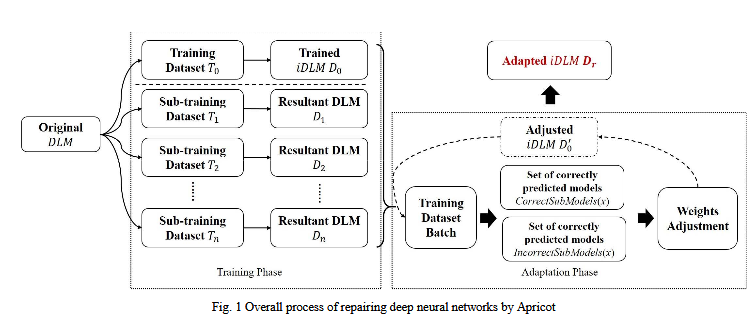 Original
DLM
Training
Dataset T₀
Trained
iDLM D₀
Sub-training
Dataset T₁
Resultant DLM
D₁
Sub-training
Dataset T₂
Resultant DLM
D₂
Sub-training
Dataset Tₙ
Resultant DLM
Dₙ
Training Phase
Adapted iDLM Dᵣ
Adjusted
iDLM D₀′
Training
Dataset
Batch
Set of correctly
predicted models
CorrectSubModels(x)
Set of correctly
predicted models
IncorrectSubModels(x)
Weights
Adjustment
Adaptation Phase
Fig. 1 Overall process of repairing deep neural networks by Apricot